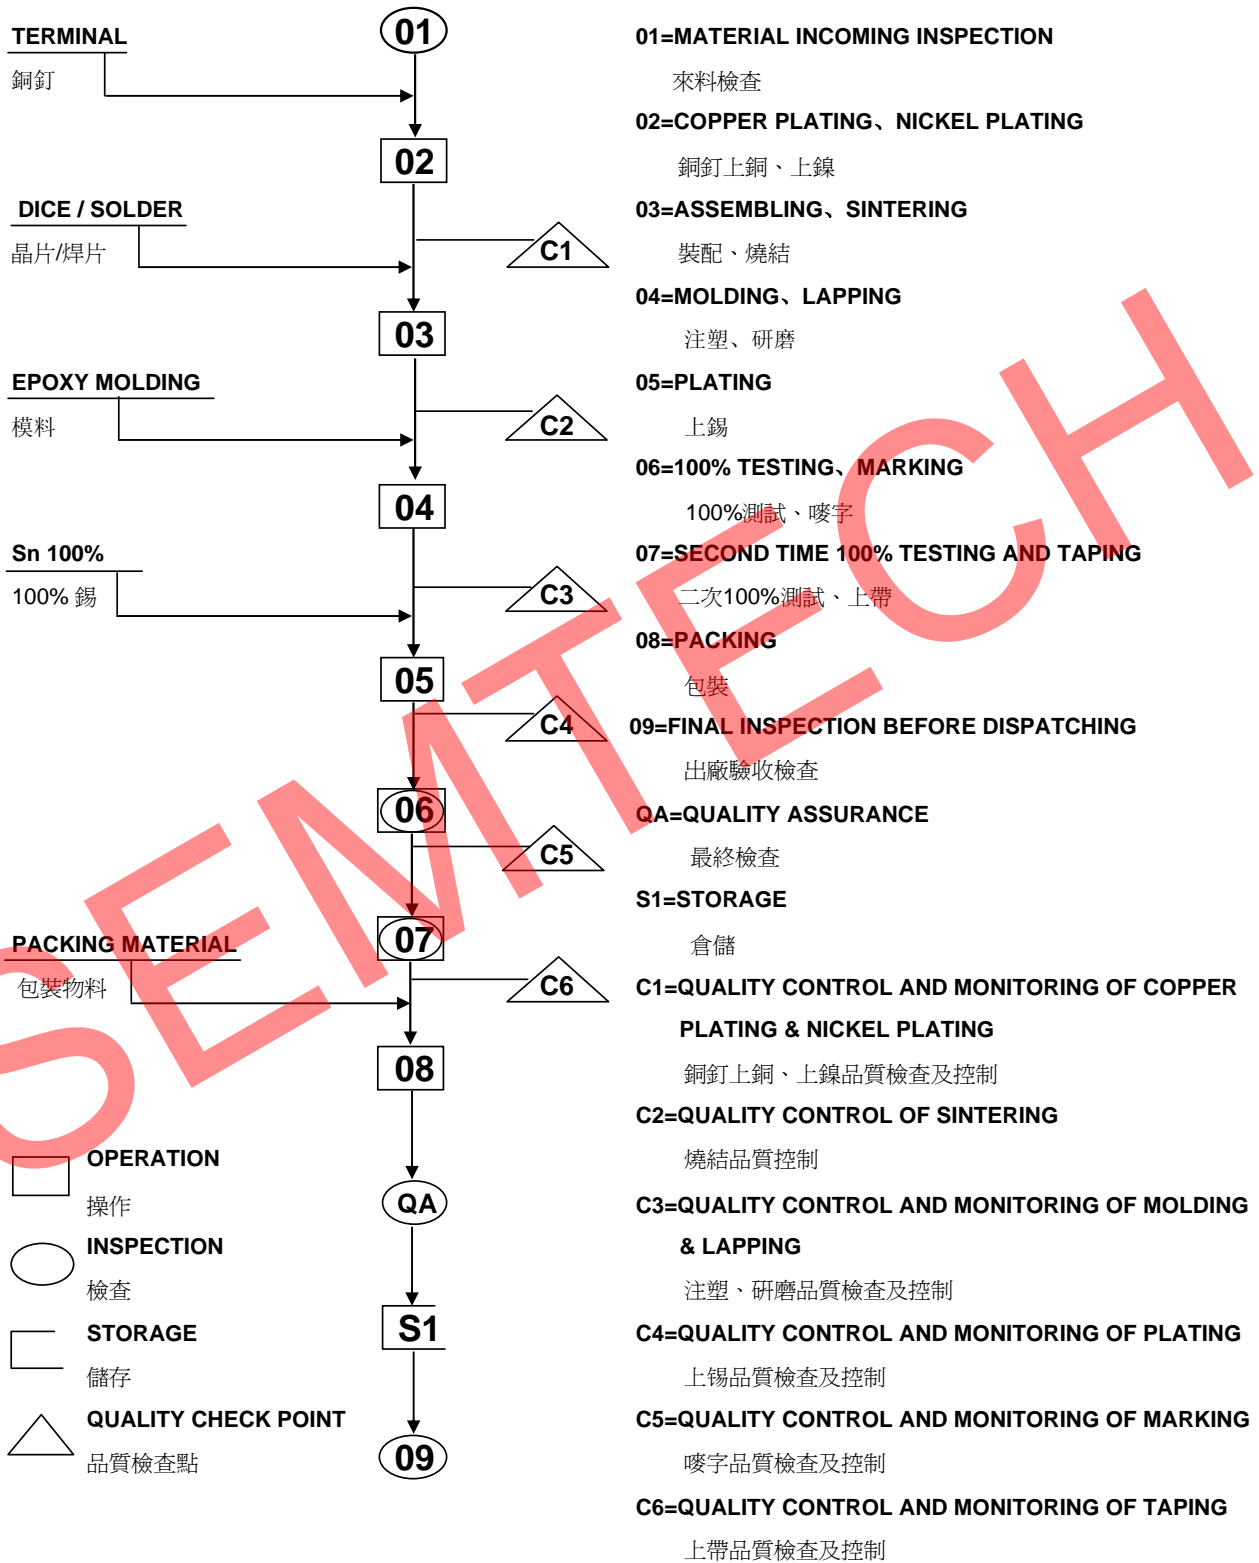 TERMINAL
銅釘
01
02
DICE / SOLDER
晶片/焊片
C1
03
EPOXY MOLDING
模料
C2
04
Sn 100%
100% 錫
C3
05
C4
06
C5
07
PACKING MATERIAL
包裝物料
C6
08
QA
S1
09
OPERATION
操作
INSPECTION
檢查
STORAGE
儲存
QUALITY CHECK POINT
品質檢查點
01=MATERIAL INCOMING INSPECTION
來料檢查
02=COPPER PLATING、NICKEL PLATING
銅釘上銅、上鎳
03=ASSEMBLING、SINTERING
裝配、燒結
04=MOLDING、LAPPING
注塑、研磨
05=PLATING
上錫
06=100% TESTING、MARKING
100%測試、嘜字
07=SECOND TIME 100% TESTING AND TAPING
二次100%測試、上帶
08=PACKING
包裝
09=FINAL INSPECTION BEFORE DISPATCHING
出廠驗收檢查
QA=QUALITY ASSURANCE
最終檢查
S1=STORAGE
倉儲
C1=QUALITY CONTROL AND MONITORING OF COPPER
PLATING & NICKEL PLATING
銅釘上銅、上鎳品質檢查及控制
C2=QUALITY CONTROL OF SINTERING
燒結品質控制
C3=QUALITY CONTROL AND MONITORING OF MOLDING
& LAPPING
注塑、研磨品質檢查及控制
C4=QUALITY CONTROL AND MONITORING OF PLATING
上锡品質檢查及控制
C5=QUALITY CONTROL AND MONITORING OF MARKING
嘜字品質檢查及控制
C6=QUALITY CONTROL AND MONITORING OF TAPING
上帶品質檢查及控制
SEMTECH